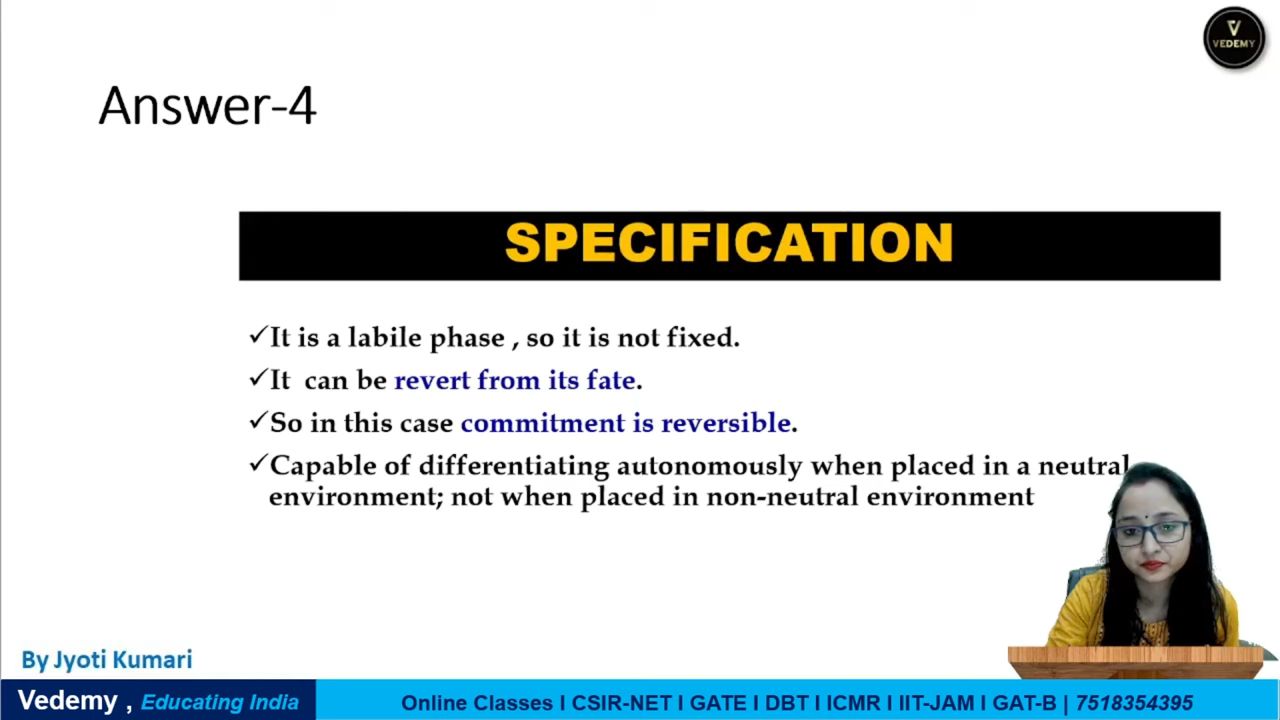 V
VEDEMY
Answer-4
SPECIFICATION
✓It is a labile phase , so it is not fixed.
✓It can be revert from its fate.
✓So in this case commitment is reversible.
✓Capable of differentiating autonomously when placed in a neutral
environment; not when placed in non-neutral environment
By Jyoti Kumari
Vedemy , Educating India
Online Classes I CSIR-NET I GATE I DBT I ICMR I IIT-JAM I GAT-B | 7518354395